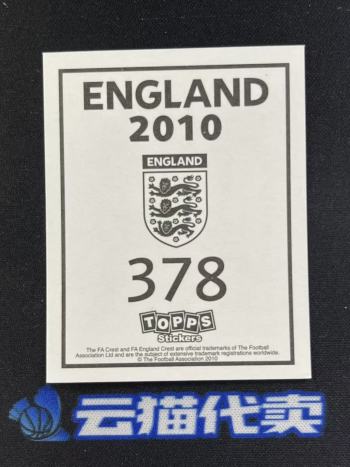 ENGLAND
2010
ENGLAND
378
TOPPS
Stickers
The FA Crest and FA England Crest are official trademarks of The Football
Association Ltd and are the subject of extensive trademark registrations worldwide.
© The Football Association 2010
云猫代卖